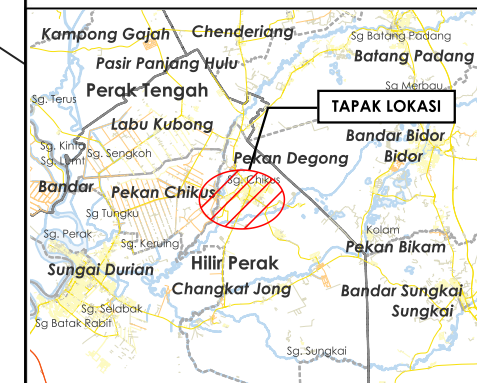 Kampong Gajah
Chenderiang
Sg Batang Padang
Batang Padang
Pasir Panjang Hulu
Perak Tengah
Sg Merbau
Sg. Terus
TAPAK LOKASI
Labu Kubong
Bandar Bidor
Bidor
Sg. Kinta
Sg. Sengkoh
Pekan Degong
Sg. Chikus
Bandar
Pekan Chikus
Sg Tungku
Sg. Perak
Sg. Keruing
Kolam
Pekan Bikam
Sungai Durian
Hilir Perak
Changkat Jong
Bandar Sungkai
Sungkai
Sg. Selabak
Sg Batak Rabit
Sg. Sungkai